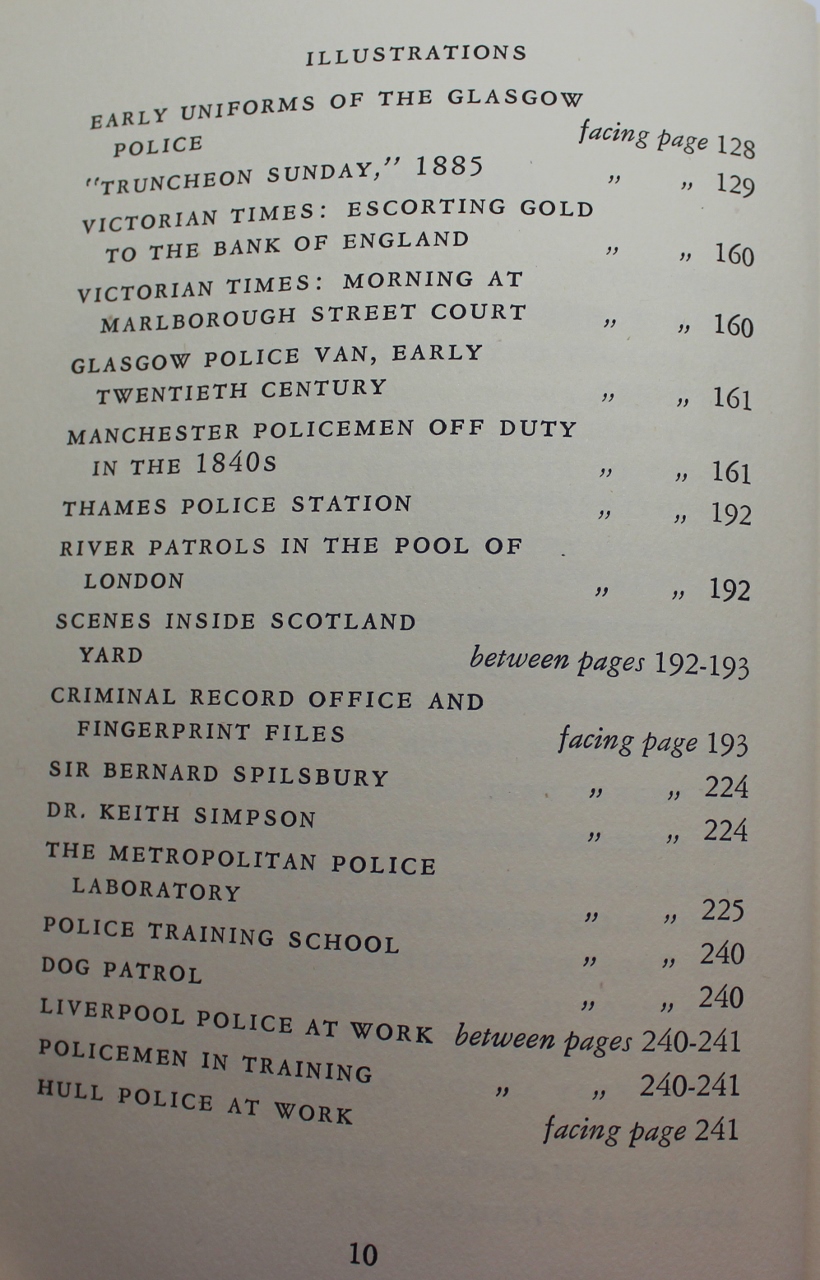 ILLUSTRATIONS
EARLY UNIFORMS OF THE GLASGOW
POLICE facing page 128
"TRUNCHEON SUNDAY," 1885 ,, ,, 129
VICTORIAN TIMES: ESCORTING GOLD
TO THE BANK OF ENGLAND ,, ,, 160
VICTORIAN TIMES: MORNING AT
MARLBOROUGH STREET COURT ,, ,, 160
GLASGOW POLICE VAN, EARLY
TWENTIETH CENTURY ,, ,, 161
MANCHESTER POLICEMEN OFF DUTY
IN THE 1840S ,, ,, 161
THAMES POLICE STATION ,, ,, 192
RIVER PATROLS IN THE POOL OF
LONDON ,, ,, 192
SCENES INSIDE SCOTLAND
YARD between pages 192-193
CRIMINAL RECORD OFFICE AND
FINGERPRINT FILES facing page 193
SIR BERNARD SPILSBURY ,, ,, 224
DR. KEITH SIMPSON ,, ,, 224
THE METROPOLITAN POLICE
LABORATORY ,, ,, 225
POLICE TRAINING SCHOOL ,, ,, 240
DOG PATROL ,, ,, 240
LIVERPOOL POLICE AT WORK between pages 240-241
POLICEMEN IN TRAINING ,, ,, 240-241
HULL POLICE AT WORK facing page 241
10